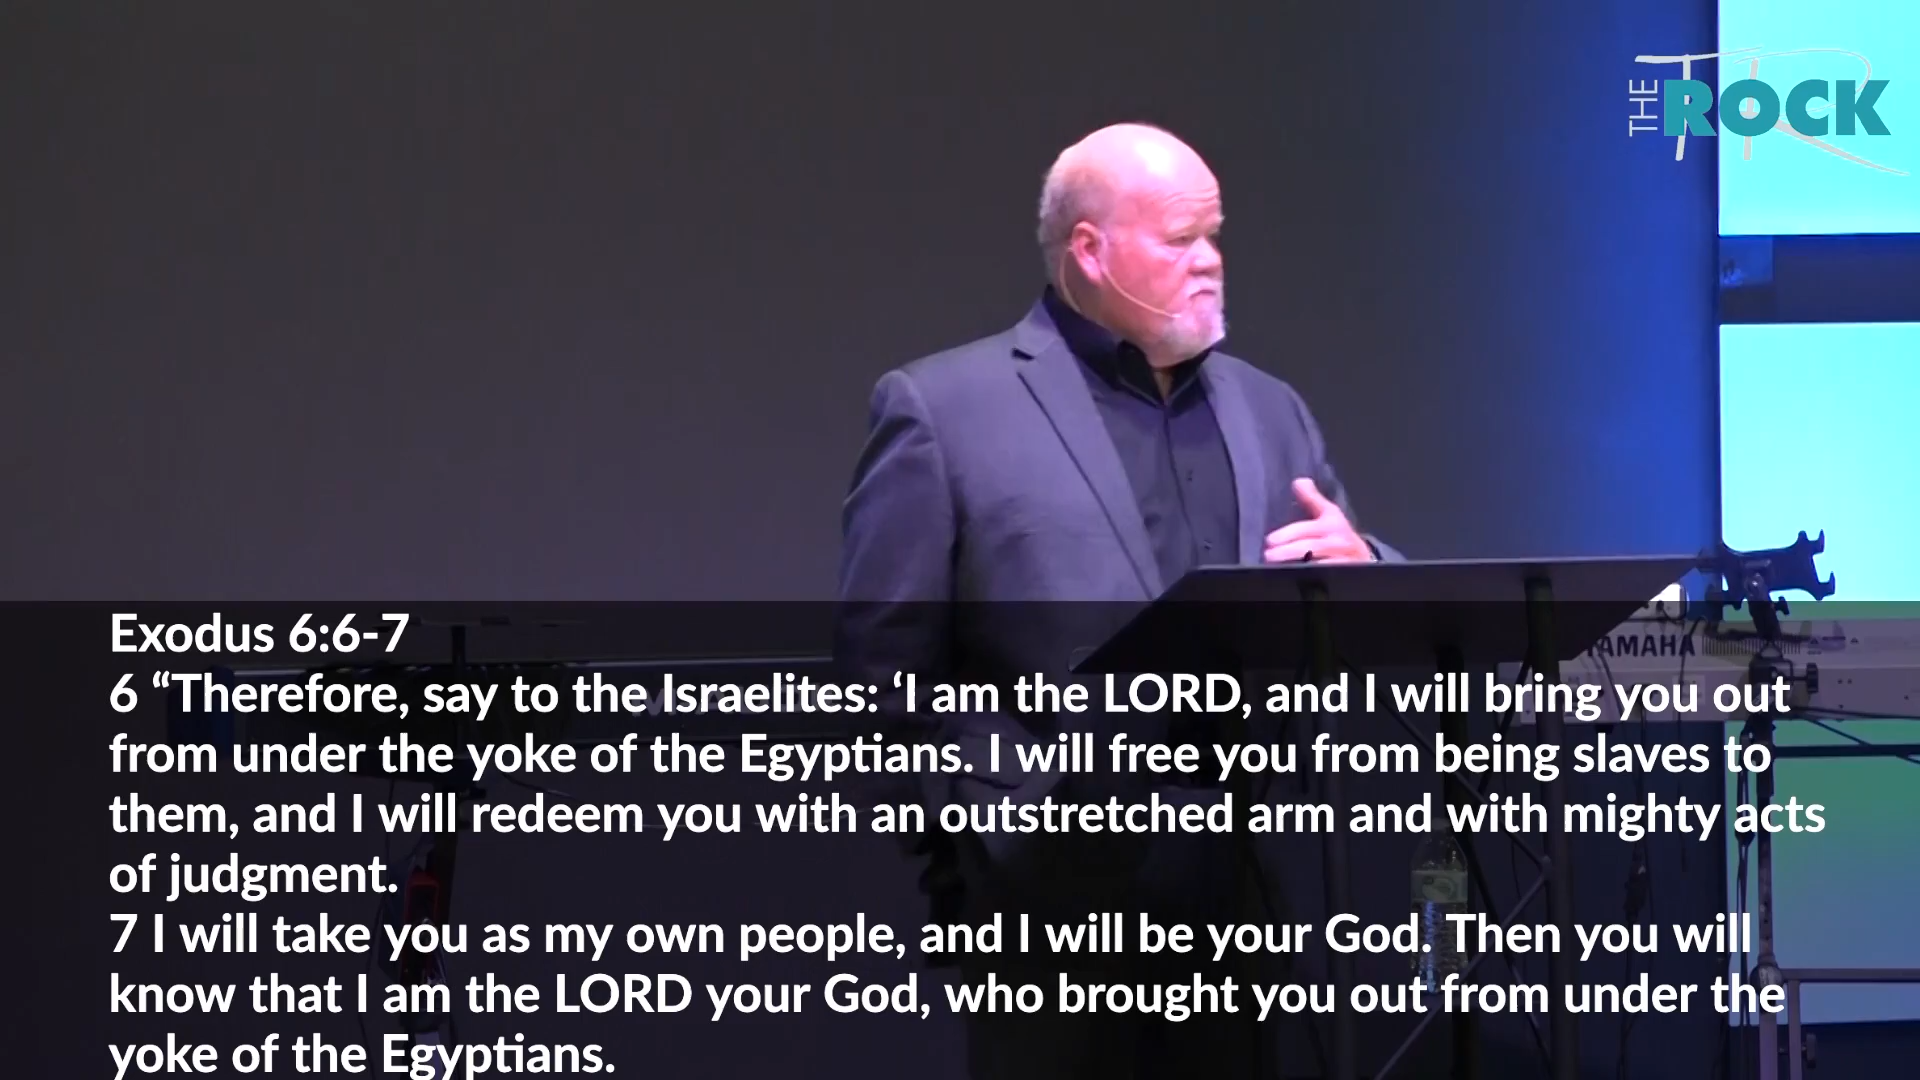 THE ROCK
Exodus 6:6-7
YAMAHA
6 “Therefore, say to the Israelites: ‘I am the LORD, and I will bring you out
from under the yoke of the Egyptians. I will free you from being slaves to
them, and I will redeem you with an outstretched arm and with mighty acts
of judgment.
7 I will take you as my own people, and I will be your God. Then you will
know that I am the LORD your God, who brought you out from under the
yoke of the Egyptians.